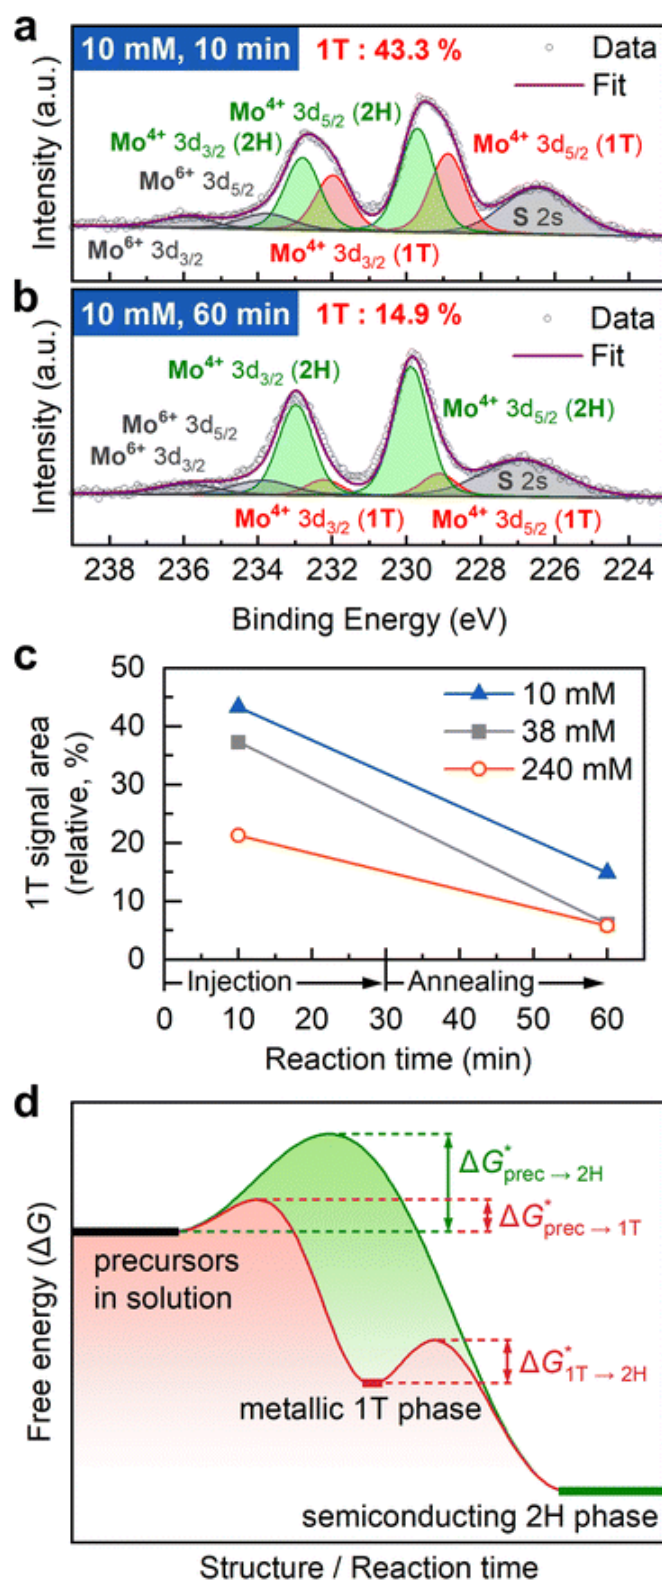 a
10 mM, 10 min
1T : 43.3 %
Data
Fit
Mo⁴⁺ 3d₅/₂ (2H)
Mo⁴⁺ 3d₃/₂ (2H)
Mo⁴⁺ 3d₅/₂ (1T)
Mo⁶⁺ 3d₅/₂
S 2s
Mo⁶⁺ 3d₃/₂
Mo⁴⁺ 3d₃/₂ (1T)
Intensity (a.u.)
b
10 mM, 60 min
1T : 14.9 %
Data
Fit
Mo⁴⁺ 3d₃/₂ (2H)
Mo⁴⁺ 3d₅/₂ (2H)
Mo⁶⁺ 3d₅/₂
Mo⁶⁺ 3d₃/₂
S 2s
Mo⁴⁺ 3d₃/₂ (1T)
Mo⁴⁺ 3d₅/₂ (1T)
Intensity (a.u.)
238 236 234 232 230 228 226 224
Binding Energy (eV)
c
50
40
30
20
10
0
1T signal area
(relative, %)
10 mM
38 mM
240 mM
Injection
Annealing
0 10 20 30 40 50 60
Reaction time (min)
d
Free energy (ΔG)
ΔG*prec → 2H
ΔG*prec → 1T
precursors
in solution
ΔG*1T → 2H
metallic 1T phase
semiconducting 2H phase
Structure / Reaction time